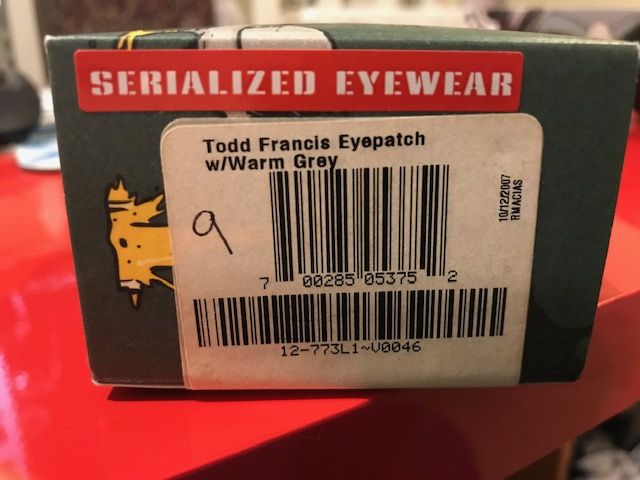 SERIALIZED EYEWEAR
Todd Francis Eyepatch
w/Warm Grey
10/12/2007
RMACIAS
9
7 00285 05375 2
12-773L1~V0046